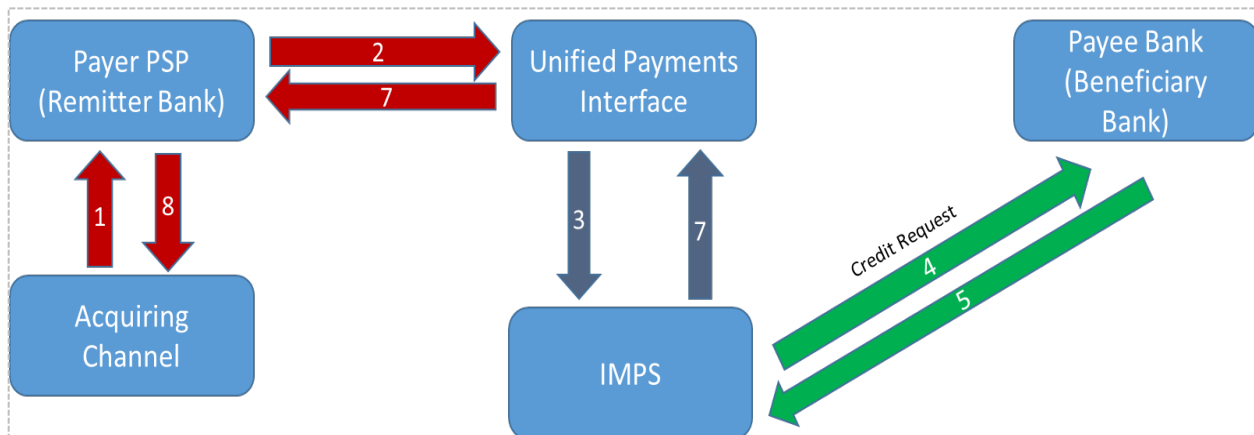 Payer PSP
(Remitter Bank)
2
7
Unified Payments
Interface
Payee Bank
(Beneficiary
Bank)
1
8
3
7
Credit Request
4
5
Acquiring
Channel
IMPS